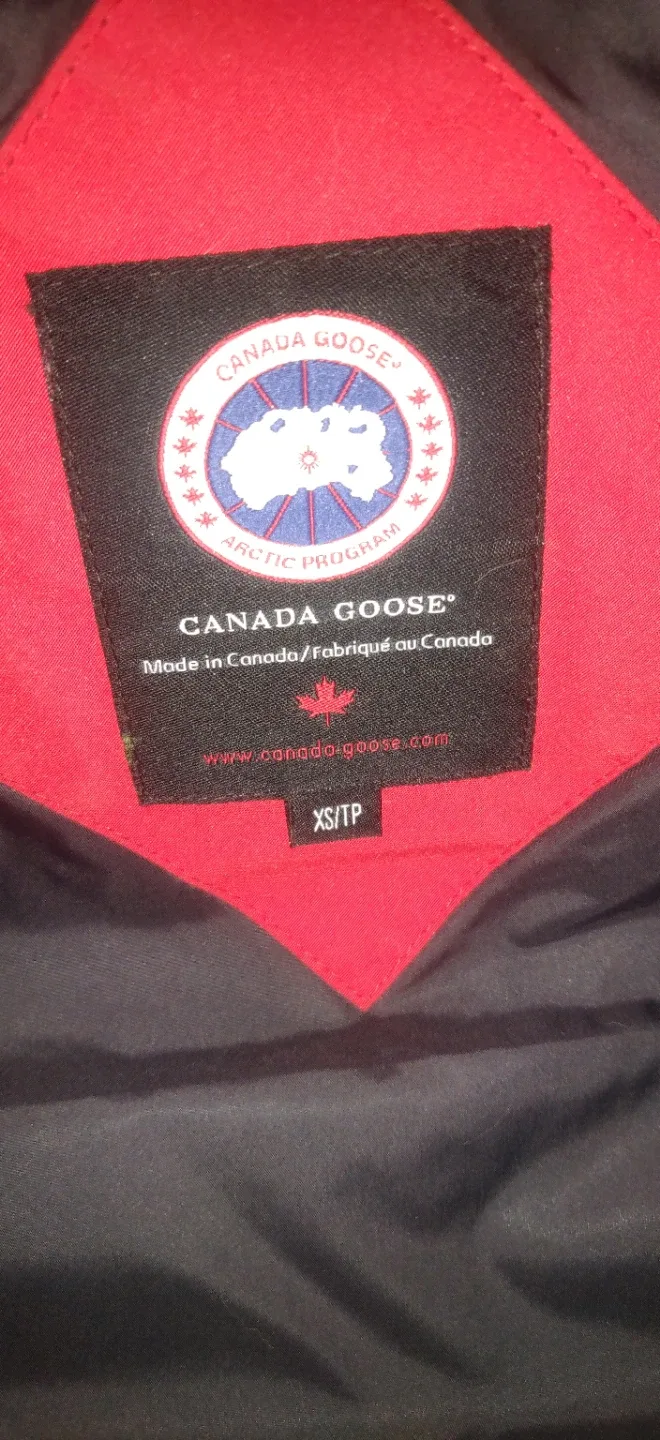 CANADA GOOSE®
ARCTIC PROGRAM
CANADA GOOSE®
Made in Canada/Fabriqué au Canada
www.canada-goose.com
XS/TP